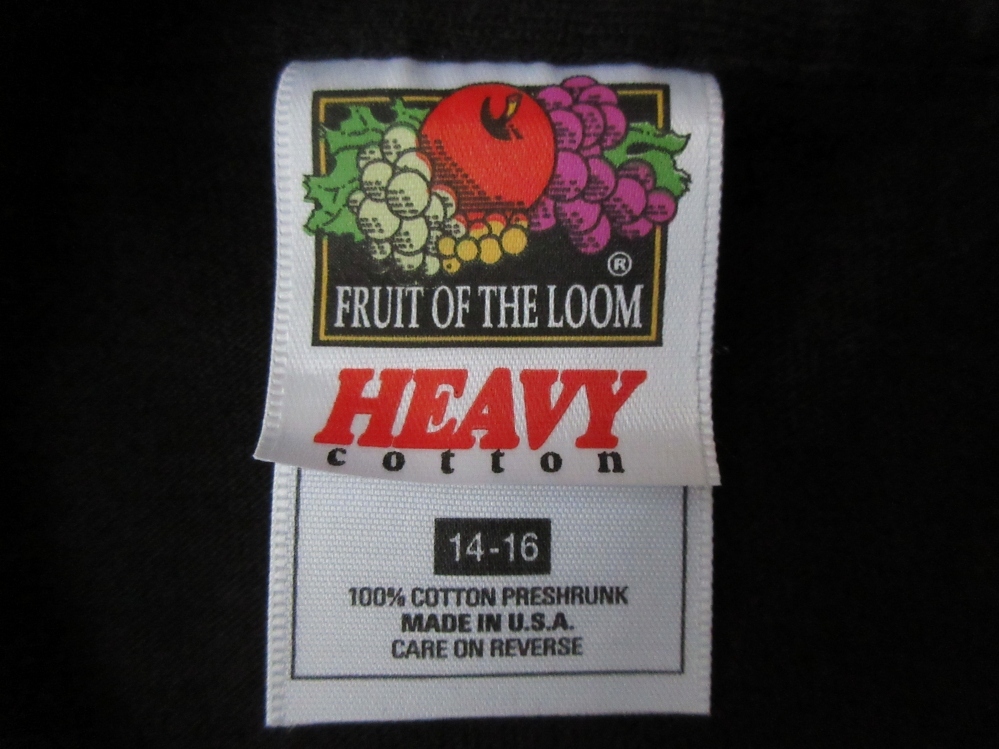 ®
FRUIT OF THE LOOM
HEAVY
cotton
14-16
100% COTTON PRESHRUNK
MADE IN U.S.A.
CARE ON REVERSE